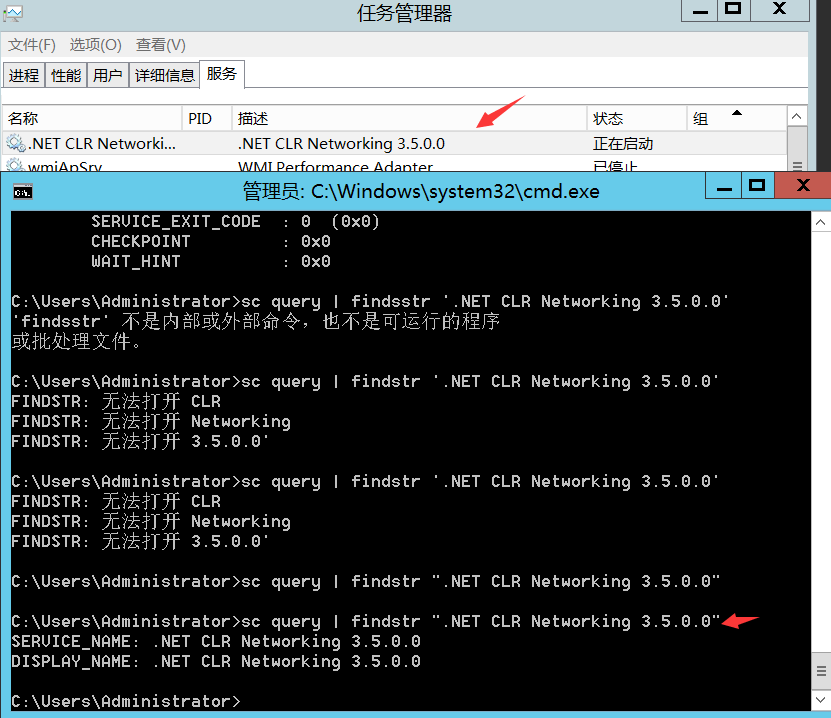 任务管理器
文件(F) 选项(O) 查看(V)
进程 性能 用户 详细信息 服务
名称 PID 描述 状态 组
.NET CLR Networki... .NET CLR Networking 3.5.0.0 正在启动
wmiApSrv WMI Performance Adapter 已停止
管理员: C:\Windows\system32\cmd.exe
SERVICE_EXIT_CODE : 0 (0x0)
CHECKPOINT : 0x0
WAIT_HINT : 0x0
C:\Users\Administrator>sc query | findsstr '.NET CLR Networking 3.5.0.0'
'findsstr' 不是内部或外部命令，也不是可运行的程序
或批处理文件。
C:\Users\Administrator>sc query | findstr '.NET CLR Networking 3.5.0.0'
FINDSTR: 无法打开 CLR
FINDSTR: 无法打开 Networking
FINDSTR: 无法打开 3.5.0.0'
C:\Users\Administrator>sc query | findstr '.NET CLR Networking 3.5.0.0'
FINDSTR: 无法打开 CLR
FINDSTR: 无法打开 Networking
FINDSTR: 无法打开 3.5.0.0'
C:\Users\Administrator>sc query | findstr ".NET CLR Networking 3.5.0.0"
C:\Users\Administrator>sc query | findstr ".NET CLR Networking 3.5.0.0"
SERVICE_NAME: .NET CLR Networking 3.5.0.0
DISPLAY_NAME: .NET CLR Networking 3.5.0.0
C:\Users\Administrator>